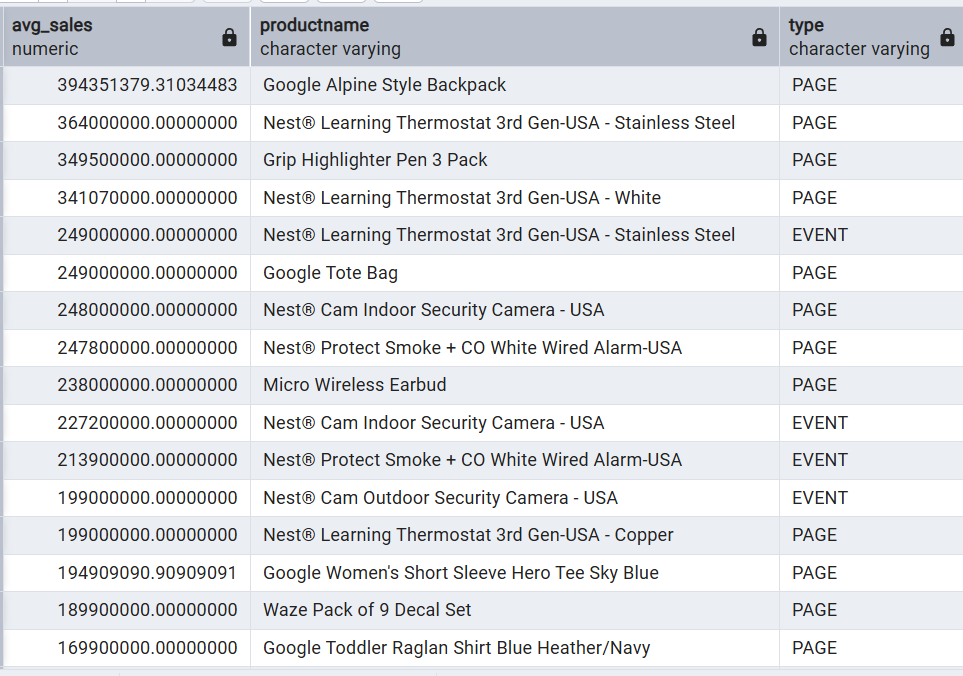 avg_sales productname type
numeric character varying character varying
394351379.31034483 Google Alpine Style Backpack PAGE
364000000.00000000 Nest® Learning Thermostat 3rd Gen-USA - Stainless Steel PAGE
349500000.00000000 Grip Highlighter Pen 3 Pack PAGE
341070000.00000000 Nest® Learning Thermostat 3rd Gen-USA - White PAGE
249000000.00000000 Nest® Learning Thermostat 3rd Gen-USA - Stainless Steel EVENT
249000000.00000000 Google Tote Bag PAGE
248000000.00000000 Nest® Cam Indoor Security Camera - USA PAGE
247800000.00000000 Nest® Protect Smoke + CO White Wired Alarm-USA PAGE
238000000.00000000 Micro Wireless Earbud PAGE
227200000.00000000 Nest® Cam Indoor Security Camera - USA EVENT
213900000.00000000 Nest® Protect Smoke + CO White Wired Alarm-USA EVENT
199000000.00000000 Nest® Cam Outdoor Security Camera - USA EVENT
199000000.00000000 Nest® Learning Thermostat 3rd Gen-USA - Copper PAGE
194909090.90909091 Google Women's Short Sleeve Hero Tee Sky Blue PAGE
189900000.00000000 Waze Pack of 9 Decal Set PAGE
169900000.00000000 Google Toddler Raglan Shirt Blue Heather/Navy PAGE